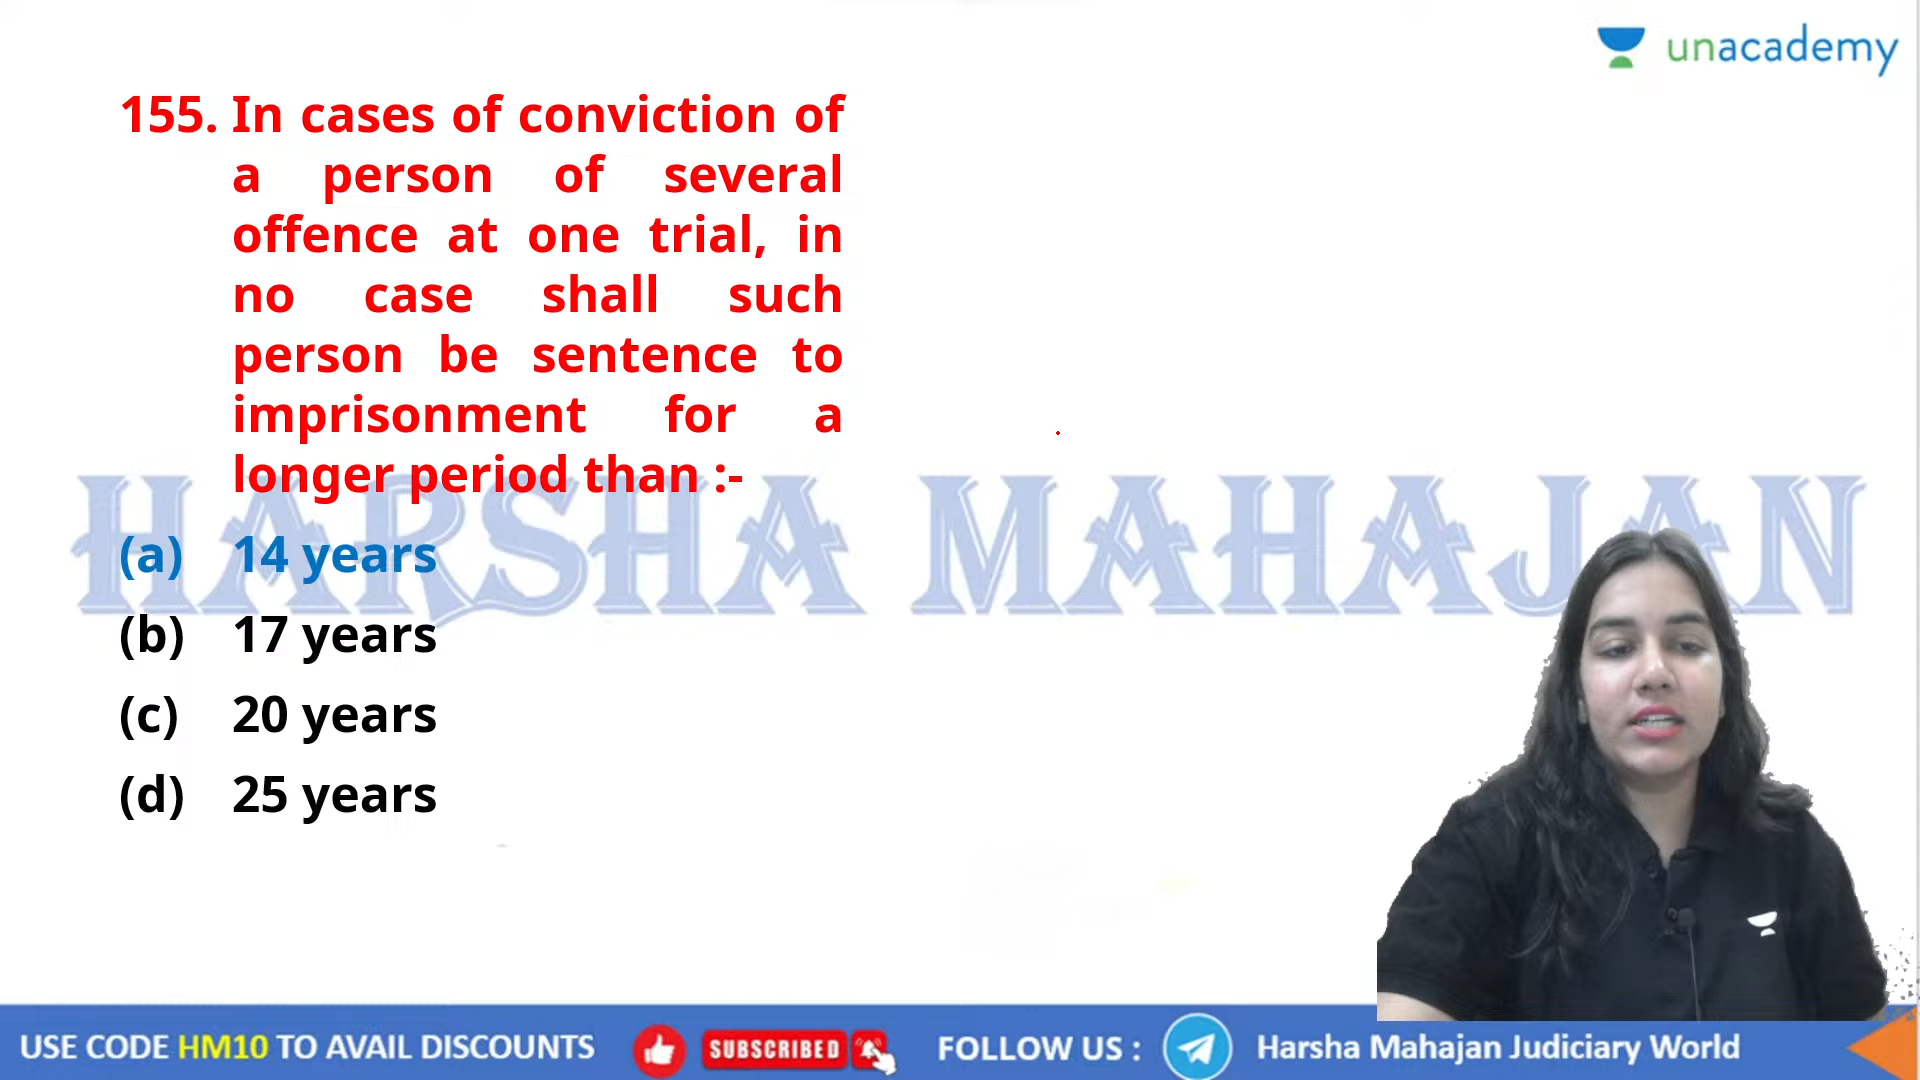 unacademy
155. In cases of conviction of
a person of several
offence at one trial, in
no case shall such
person be sentence to
imprisonment for a
longer period than :-
HARSHA MAHAJAN
(a) 14 years
(b) 17 years
(c) 20 years
(d) 25 years
USE CODE HM10 TO AVAIL DISCOUNTS
SUBSCRIBED
FOLLOW US :
Harsha Mahajan Judiciary World